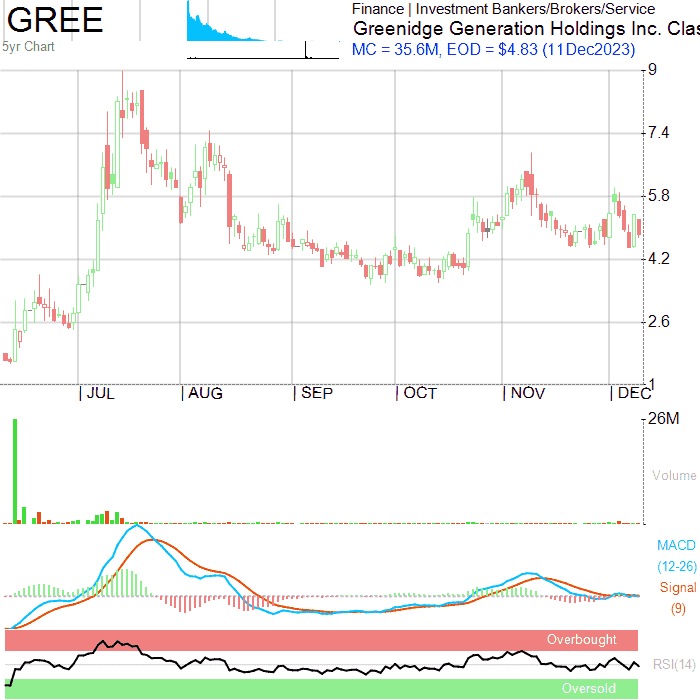 GREE
5yr Chart
Finance | Investment Bankers/Brokers/Service
Greenidge Generation Holdings Inc. Clas
MC = 35.6M, EOD = $4.83 (11Dec2023)
9
7.4
5.8
4.2
2.6
1
JUL
AUG
SEP
OCT
NOV
DEC
26M
Volume
MACD
(12-26)
Signal
(9)
Overbought
RSI(14)
Oversold